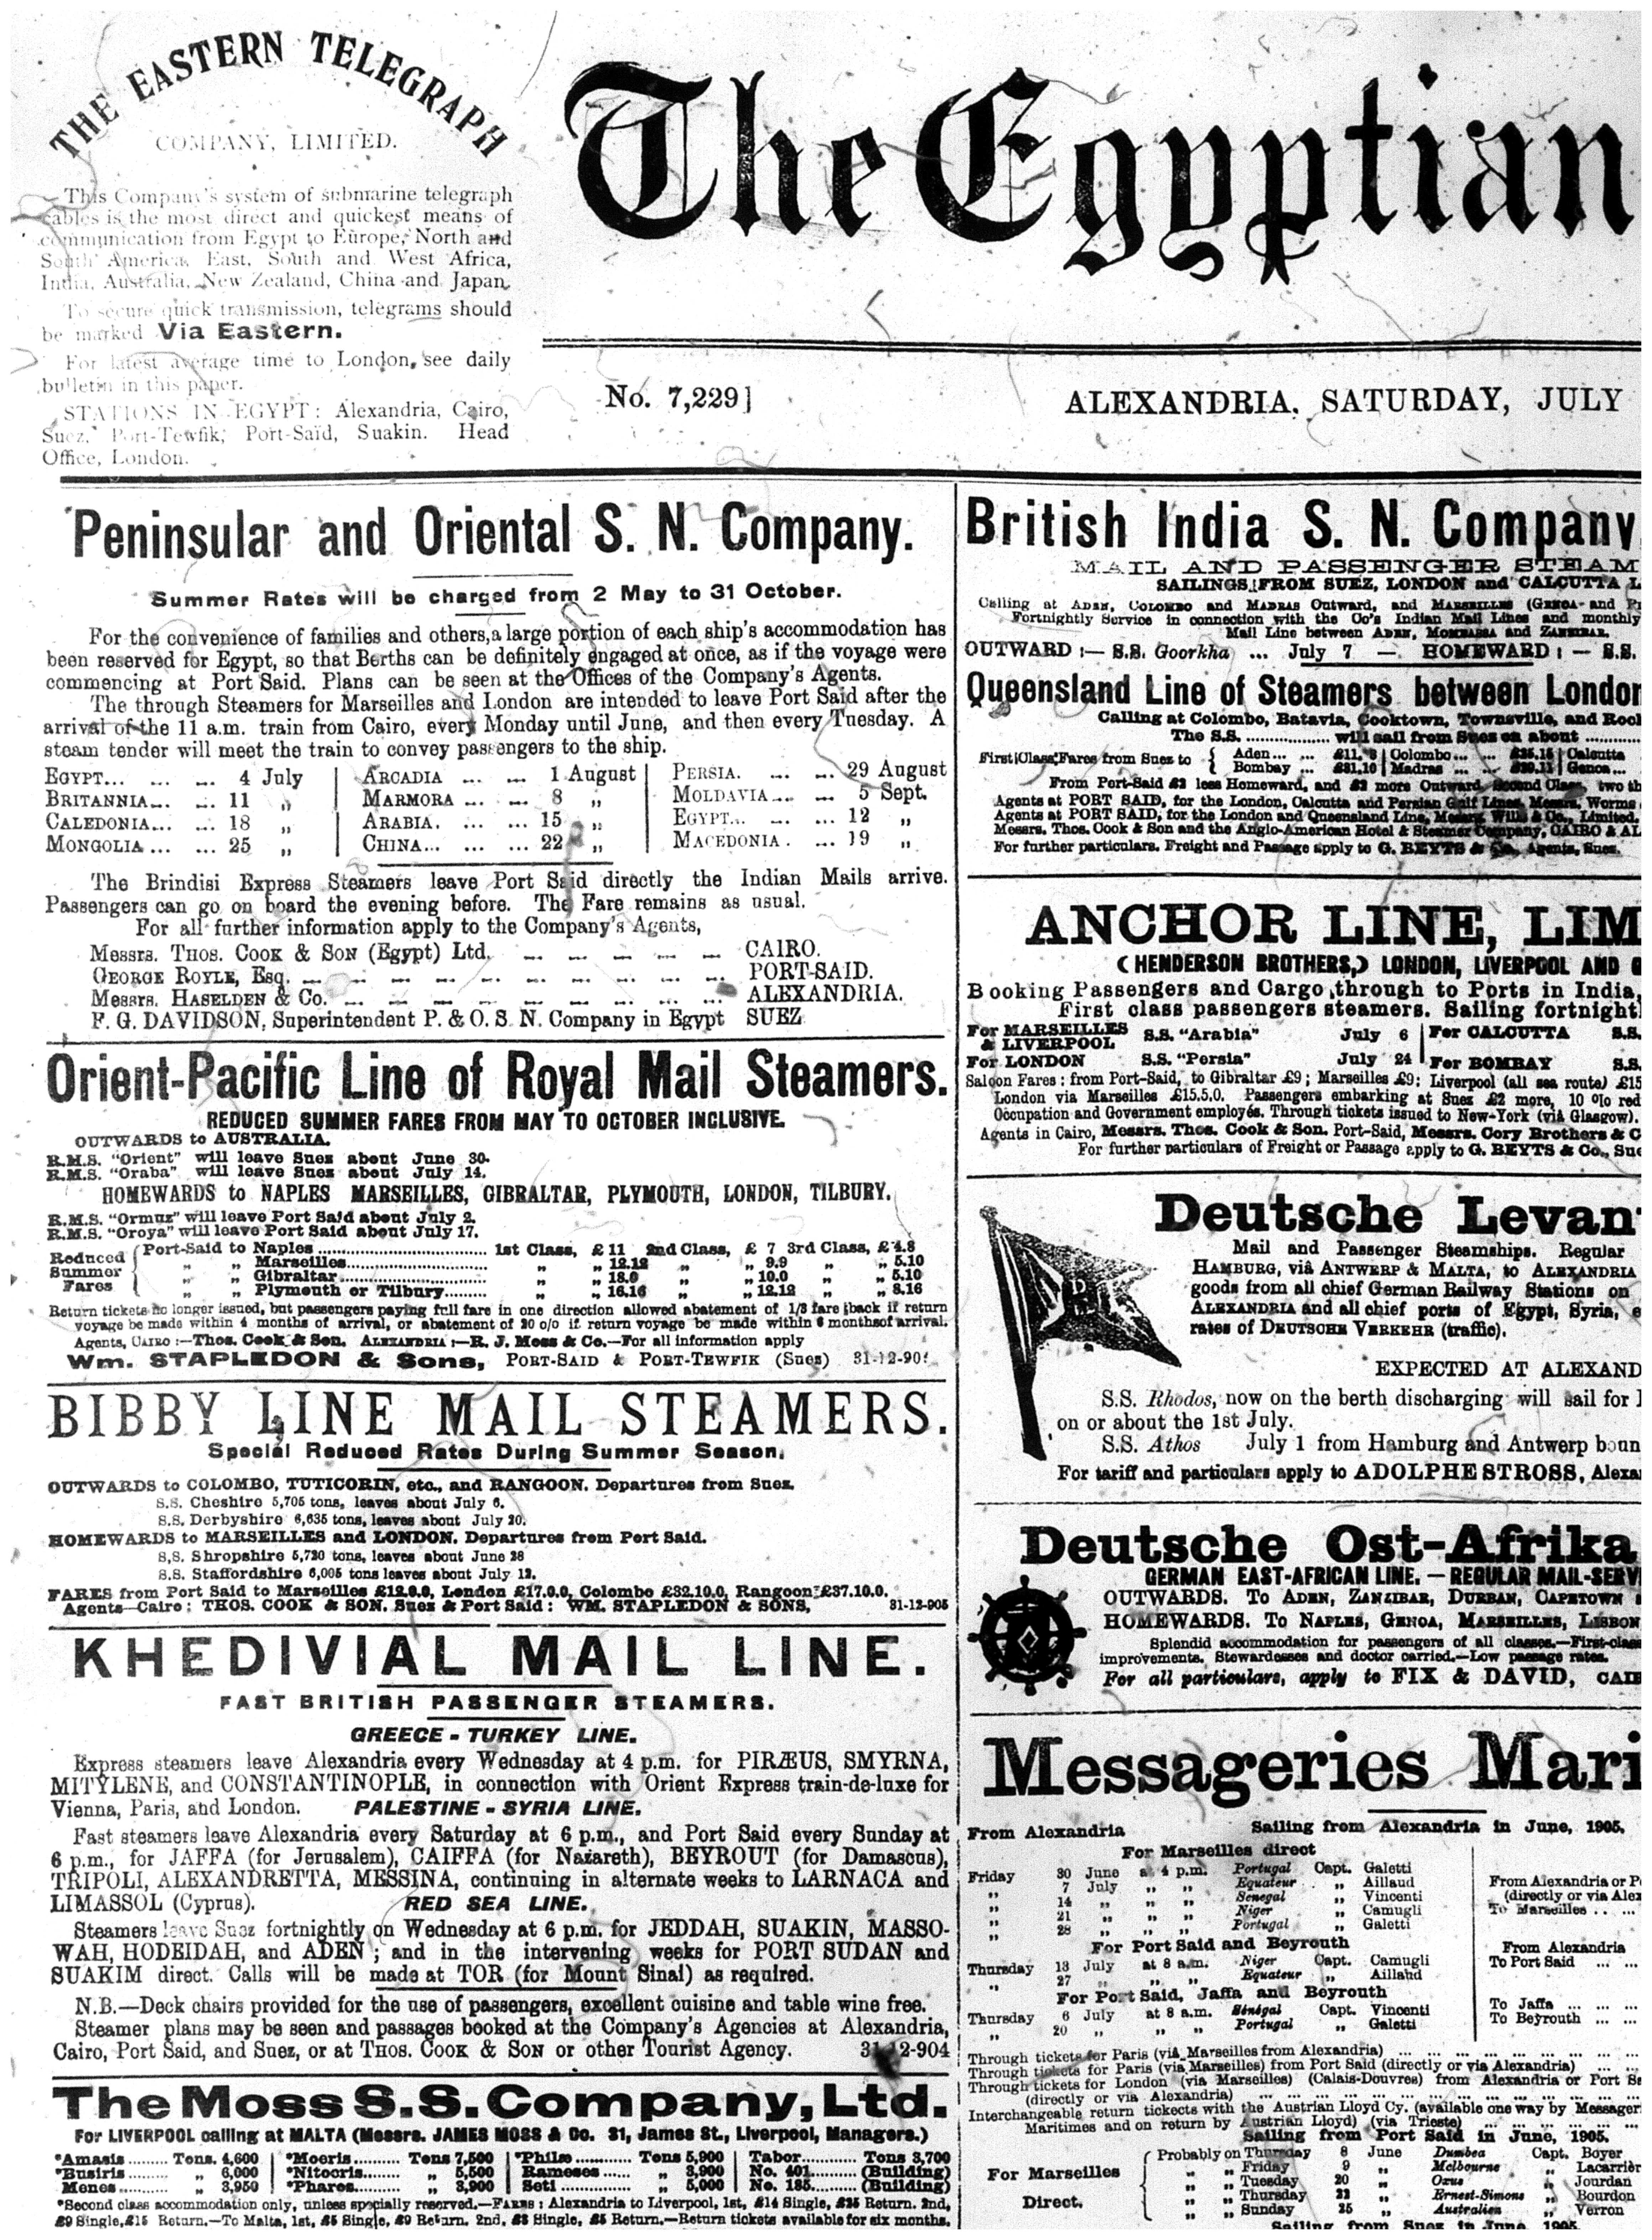 THE EASTERN TELEGRAPH
COMPANY, LIMITED.
This Company's system of submarine telegraph
cables is the most direct and quickest means of
communication from Egypt to Europe, North and
South America, East, South and West Africa,
India, Australia, New Zealand, China and Japan.
To secure quick transmission, telegrams should
be marked Via Eastern.
For latest average time to London, see daily
bulletin in this paper.
STATIONS IN EGYPT: Alexandria, Cairo,
Suez, Port-Tewfik, Port-Saïd, Suakin. Head
Office, London.
The Egyptian
No. 7,229]
ALEXANDRIA, SATURDAY, JULY
Peninsular and Oriental S. N. Company.
Summer Rates will be charged from 2 May to 31 October.
For the convenience of families and others, a large portion of each ship's accommodation has
been reserved for Egypt, so that Berths can be definitely engaged at once, as if the voyage were
commencing at Port Said. Plans can be seen at the Offices of the Company's Agents.
The through Steamers for Marseilles and London are intended to leave Port Said after the
arrival of the 11 a.m. train from Cairo, every Monday until June, and then every Tuesday. A
steam tender will meet the train to convey passengers to the ship.
EGYPT... ... ... 4 July | ARCADIA ... ... 1 August | PERSIA. ... ... 29 August
BRITANNIA... ... 11 „ | MARMORA ... ... 8 „ | MOLDAVIA... ... 5 Sept.
CALEDONIA... ... 18 „ | ARABIA. ... ... 15 „ | EGYPT... ... ... 12 „
MONGOLIA ... ... 25 „ | CHINA... ... ... 22 „ | MACEDONIA . ... 19 „
The Brindisi Express Steamers leave Port Said directly the Indian Mails arrive.
Passengers can go on board the evening before. The Fare remains as usual.
For all further information apply to the Company's Agents,
Messrs. THOS. COOK & SON (Egypt) Ltd. ... ... ... ... ... CAIRO.
GEORGE ROYLE, Esq. ... ... ... ... ... ... ... ... PORT-SAID.
Messrs. HASELDEN & Co. ... ... ... ... ... ... ... ALEXANDRIA.
F. G. DAVIDSON, Superintendent P. & O. S. N. Company in Egypt SUEZ
Orient-Pacific Line of Royal Mail Steamers.
REDUCED SUMMER FARES FROM MAY TO OCTOBER INCLUSIVE.
OUTWARDS to AUSTRALIA.
R.M.S. "Orient" will leave Suez about June 30.
R.M.S. "Oraba" will leave Suez about July 14.
HOMEWARDS to NAPLES MARSEILLES, GIBRALTAR, PLYMOUTH, LONDON, TILBURY.
R.M.S. "Ormuz" will leave Port Said about July 2.
R.M.S. "Oroya" will leave Port Said about July 17.
Reduced Summer Fares { Port-Said to Naples ........ 1st Class, £ 11 2nd Class, £ 7 3rd Class, £ 4.8
„ „ Marseilles........ „ „ 12.12 „ „ 9.9 „ „ 5.10
„ „ Gibraltar........ „ „ 18.0 „ „ 10.0 „ „ 5.10
„ „ Plymouth or Tilbury........ „ „ 16.16 „ „ 12.12 „ „ 8.16
Return tickets no longer issued, but passengers paying full fare in one direction allowed abatement of 1/3 fare back if return
voyage be made within 4 months of arrival, or abatement of 20 o/o if return voyage be made within 6 months of arrival.
Agents, CAIRO :—Thos. Cook & Son. ALEXANDRIA :—R. J. Moss & Co.—For all information apply
Wm. STAPLEDON & Sons, PORT-SAID & PORT-TEWFIK (Suez)
BIBBY LINE MAIL STEAMERS.
Special Reduced Rates During Summer Season.
OUTWARDS to COLOMBO, TUTICORIN, etc., and RANGOON. Departures from Suez.
S.S. Cheshire 5,705 tons, leaves about July 6.
S.S. Derbyshire 6,635 tons, leaves about July 20.
HOMEWARDS to MARSEILLES and LONDON. Departures from Port Said.
S.S. Shropshire 5,720 tons, leaves about June 28
S.S. Staffordshire 6,005 tons leaves about July 12.
FARES from Port Said to Marseilles £12.0.0, London £17.0.0, Colombo £32.10.0, Rangoon £37.10.0.
Agents—Cairo: THOS. COOK & SON. Suez & Port Said: WM. STAPLEDON & SONS, 31-12-905
KHEDIVIAL MAIL LINE.
FAST BRITISH PASSENGER STEAMERS.
GREECE - TURKEY LINE.
Express steamers leave Alexandria every Wednesday at 4 p.m. for PIRÆUS, SMYRNA,
MITYLENE, and CONSTANTINOPLE, in connection with Orient Express train-de-luxe for
Vienna, Paris, and London. PALESTINE - SYRIA LINE.
Fast steamers leave Alexandria every Saturday at 6 p.m., and Port Said every Sunday at
6 p.m., for JAFFA (for Jerusalem), CAIFFA (for Nazareth), BEYROUT (for Damascus),
TRIPOLI, ALEXANDRETTA, MESSINA, continuing in alternate weeks to LARNACA and
LIMASSOL (Cyprus). RED SEA LINE.
Steamers leave Suez fortnightly on Wednesday at 6 p.m. for JEDDAH, SUAKIN, MASSO-
WAH, HODEIDAH, and ADEN; and in the intervening weeks for PORT SUDAN and
SUAKIM direct. Calls will be made at TOR (for Mount Sinai) as required.
N.B.—Deck chairs provided for the use of passengers, excellent cuisine and table wine free.
Steamer plans may be seen and passages booked at the Company's Agencies at Alexandria,
Cairo, Port Said, and Suez, or at THOS. COOK & SON or other Tourist Agency. 31-12-904
The Moss S.S. Company, Ltd.
For LIVERPOOL calling at MALTA (Messrs. JAMES MOSS & Co. 31, James St., Liverpool, Managers.)
*Amasis ........ Tons. 4,600 | *Moeris........ Tons 7,500 | *Philæ ........ Tons 5,900 | Tabor........ Tons 3,700
*Busiris ........ „ 6,000 | *Nitocris........ „ 5,500 | Rameses ...... „ 3,900 | No. 401........ (Building)
Menes ........ „ 3,950 | *Phares........ „ 3,900 | Seti ........ „ 5,000 | No. 185........ (Building)
*Second class accommodation only, unless specially reserved.—FARES: Alexandria to Liverpool, 1st, £14 Single, £25 Return. 2nd,
£9 Single, £15 Return.—To Malta, 1st, £5 Single, £9 Return. 2nd, £3 Single, £5 Return.—Return tickets available for six months.
British India S. N. Company
MAIL AND PASSENGER STEAM
SAILINGS FROM SUEZ, LONDON and CALCUTTA L
Calling at ADEN, COLOMBO and MADRAS Outward, and MARSEILLES (GENOA and
Fortnightly Service in connection with the Co's Indian Mail Lines and monthly
Mail Line between ADEN, MOMBASSA and ZANZIBAR.
OUTWARD :— S.S. Goorkha ... July 7 — HOMEWARD : — S.S.
Queensland Line of Steamers between London
Calling at Colombo, Batavia, Cooktown, Townsville, and
The S.S. ........ will sail from Suez on about ........
First Class Fares from Suez to { Aden... ... | Colombo... ... | Calcutta
Bombay ... | Madras ... ... | Genoa...
From Port-Said £2 less Homeward, and £2 more Outward. Second Class, two
Agents at PORT SAID, for the London, Calcutta and Persian Gulf Lines, Messrs. Worms
Agents at PORT SAID, for the London and Queensland Line, Messrs. Wills & Co., Limited.
Messrs. Thos. Cook & Son and the Anglo-American Hotel & Steamer Company, CAIRO & AL
For further particulars. Freight and Passage apply to G. BEYTS & Co., Agents, Suez.
ANCHOR LINE, LIM
(HENDERSON BROTHERS,) LONDON, LIVERPOOL AND G
Booking Passengers and Cargo through to Ports in India,
First class passengers steamers. Sailing fortnight
For MARSEILLES & LIVERPOOL S.S. "Arabia" July 6 | For CALCUTTA S.S.
For LONDON S.S. "Persia" July 24 | For BOMBAY S.S.
Saloon Fares: from Port-Said, to Gibraltar £9; Marseilles £9: Liverpool (all sea route) £15
London via Marseilles £15.5.0. Passengers embarking at Suez £2 more, 10 o/o red
Occupation and Government employés. Through tickets issued to New-York (viâ Glasgow).
Agents in Cairo, Messrs. Thos. Cook & Son. Port-Said, Messrs. Cory Brothers & C
For further particulars of Freight or Passage apply to G. BEYTS & Co., Sue
Deutsche Levan
Mail and Passenger Steamships. Regular
HAMBURG, viâ ANTWERP & MALTA, to ALEXANDRIA
goods from all chief German Railway Stations on
ALEXANDRIA and all chief ports of Egypt, Syria,
rates of DEUTSCHE VERKEHR (traffic).
EXPECTED AT ALEXAND
S.S. Rhodos, now on the berth discharging will sail for
on or about the 1st July.
S.S. Athos July 1 from Hamburg and Antwerp boun
For tariff and particulars apply to ADOLPHE STROSS, Alexa
Deutsche Ost-Afrika
GERMAN EAST-AFRICAN LINE. — REGULAR MAIL-SERV
OUTWARDS. To ADEN, ZANZIBAR, DURBAN, CAPETOWN
HOMEWARDS. To NAPLES, GENOA, MARSEILLES, LISBON
Splendid accommodation for passengers of all classes.—First-class
improvements. Stewardesses and doctor carried.—Low passage rates.
For all particulars, apply to FIX & DAVID, CAI
Messageries Mari
From Alexandria Sailing from Alexandria in June, 1905.
For Marseilles direct
Friday 30 June at 4 p.m. Portugal Capt. Galetti
„ 7 July „ „ Equateur „ Aillaud
„ 14 „ „ „ Senegal „ Vincenti
„ 21 „ „ „ Niger „ Camugli
„ 28 „ „ „ Portugal „ Galetti
From Alexandria or P
(directly or via Alex
To Marseilles ... ...
For Port Said and Beyrouth
Thursday 13 July at 8 a.m. Niger Capt. Camugli
„ 27 „ „ „ Equateur „ Aillaud
From Alexandria
To Port Said ... ...
For Port Said, Jaffa and Beyrouth
Thursday 6 July at 8 a.m. Sénégal Capt. Vincenti
„ 20 „ „ „ Portugal „ Galetti
To Jaffa ... ... ...
To Beyrouth ... ...
Through tickets for Paris (viâ Marseilles from Alexandria) ... ... ...
Through tickets for Paris (via Marseilles) from Port Said (directly or via Alexandria) ... ...
Through tickets for London (via Marseilles) (Calais-Douvres) from Alexandria or Port
(directly or via Alexandria) ... ... ...
Interchangeable return tickects with the Austrian Lloyd Cy. (available one way by Messager
Maritimes and on return by Austrian Lloyd) (via Trieste) ... ... ...
Sailing from Port Said in June, 1905.
For Marseilles Direct. { Probably on Thursday 8 June Dumbea Capt. Boyer
„ „ Friday 9 „ Melbourne „ Lacarrièr
„ „ Tuesday 20 „ Oxus „ Jourdan
„ „ Thursday 22 „ Ernest-Simons „ Bourdon
„ „ Sunday 25 „ Australien „ Verron
Sailing from Suez in June, 1905